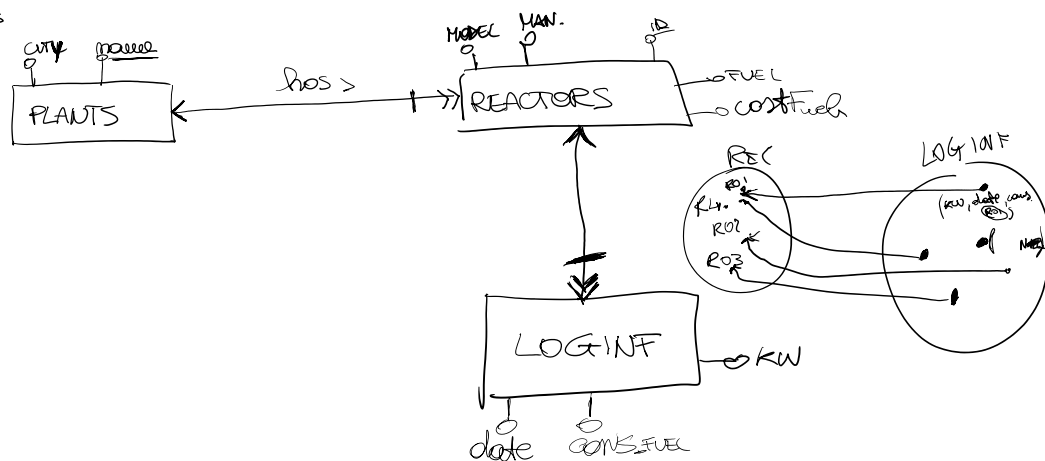 s
CITY
name
PLANTS
has >
MODEL
MAN.
ID
REACTORS
FUEL
costFuel
LOGINF
KW
date
CONS_FUEL
REC
R01
R02
R03
LOGINF
(KW, date, cons
R01)